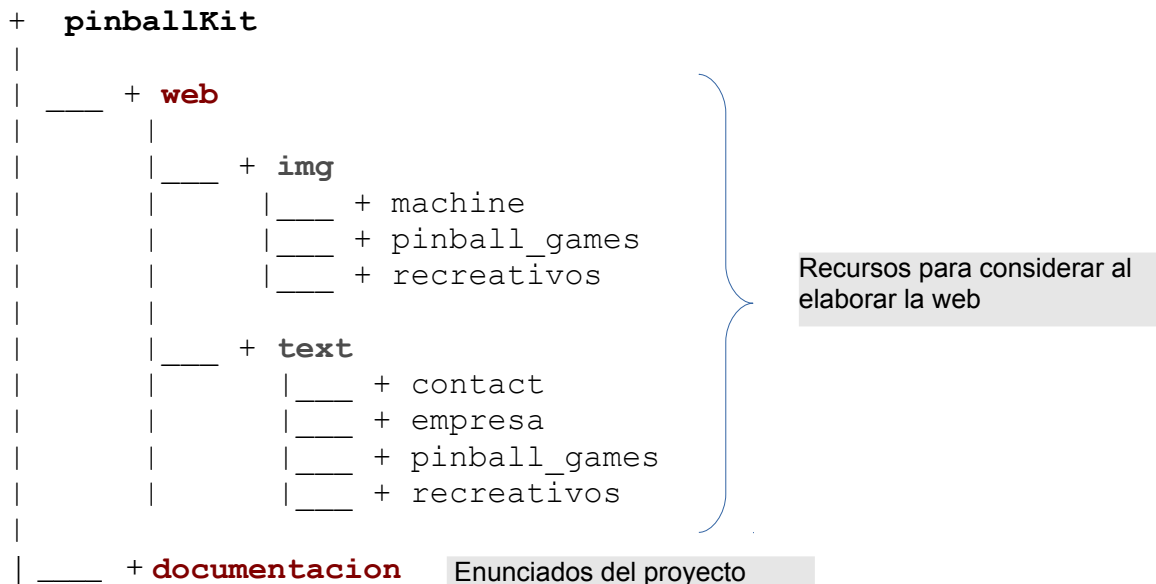 + pinballKit
|
| ___ + web
| |
| |___ + img
| | |___ + machine
| | |___ + pinball_games
| | |___ + recreativos
Recursos para considerar al
elaborar la web
| |
| |___ + text
| | |___ + contact
| | |___ + empresa
| | |___ + pinball_games
| | |___ + recreativos
|
| ____ + documentacion Enunciados del proyecto